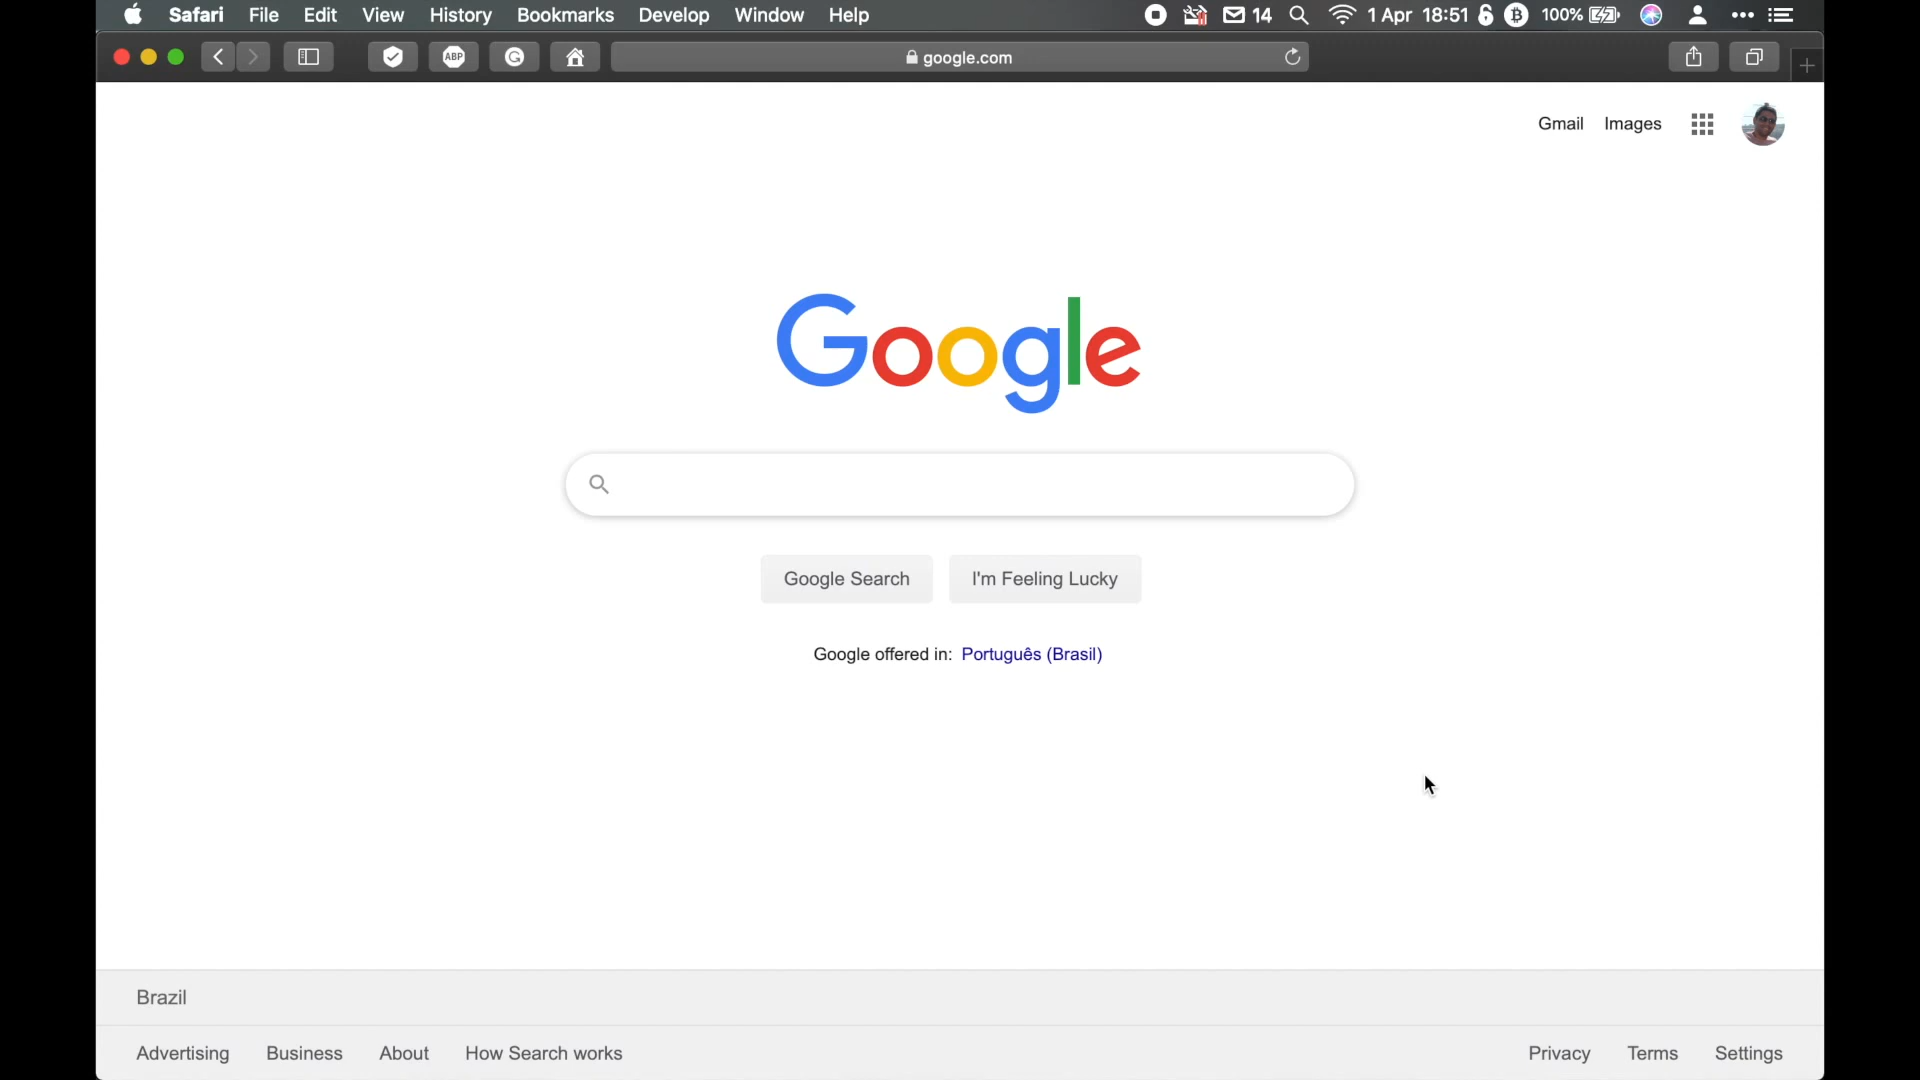 Safari File Edit View History Bookmarks Develop Window Help 14 1 Apr 18:51 100%
ABP G google.com
Gmail Images
Google
Google Search I'm Feeling Lucky
Google offered in: Português (Brasil)
Brazil
Advertising Business About How Search works Privacy Terms Settings